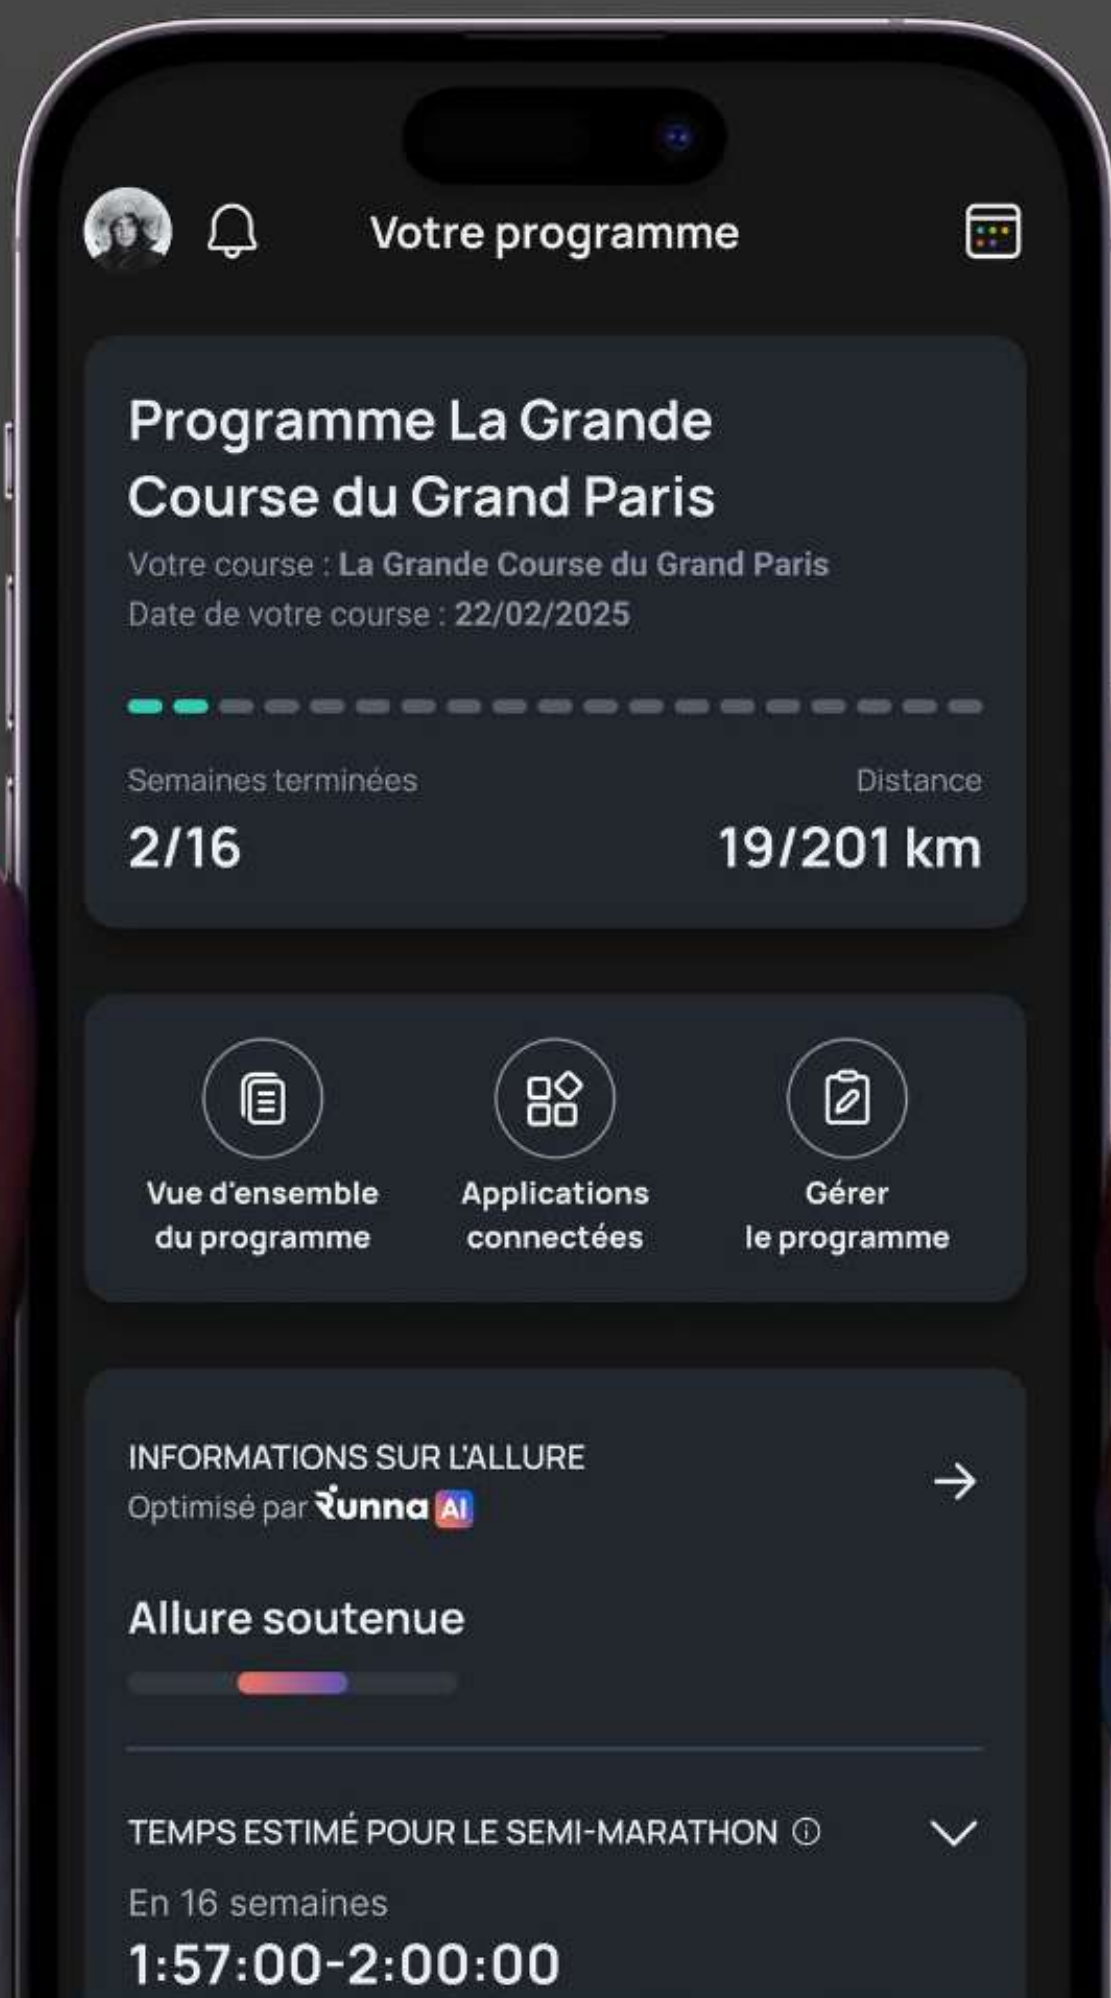 Votre programme
Programme La Grande
Course du Grand Paris
Votre course : La Grande Course du Grand Paris
Date de votre course : 22/02/2025
Semaines terminées
Distance
2/16
19/201 km
Vue d'ensemble
du programme
Applications
connectées
Gérer
le programme
INFORMATIONS SUR L'ALLURE
Optimisé par Runna AI
Allure soutenue
TEMPS ESTIMÉ POUR LE SEMI-MARATHON
En 16 semaines
1:57:00-2:00:00